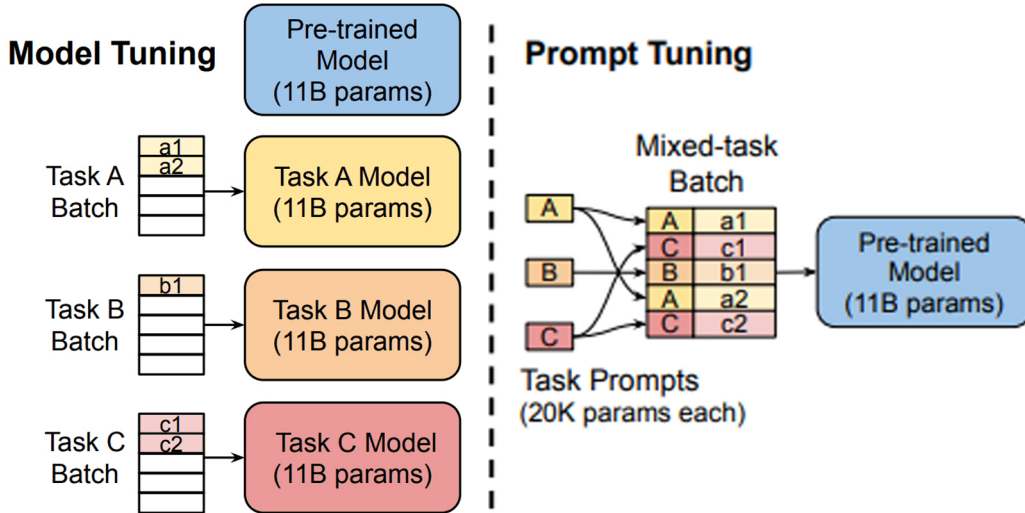 Model Tuning
Pre-trained
Model
(11B params)
Task A
Batch
a1
a2
Task A Model
(11B params)
Task B
Batch
b1
Task B Model
(11B params)
Task C
Batch
c1
c2
Task C Model
(11B params)
Prompt Tuning
Mixed-task
Batch
A
B
C
A a1
C c1
B b1
A a2
C c2
Pre-trained
Model
(11B params)
Task Prompts
(20K params each)